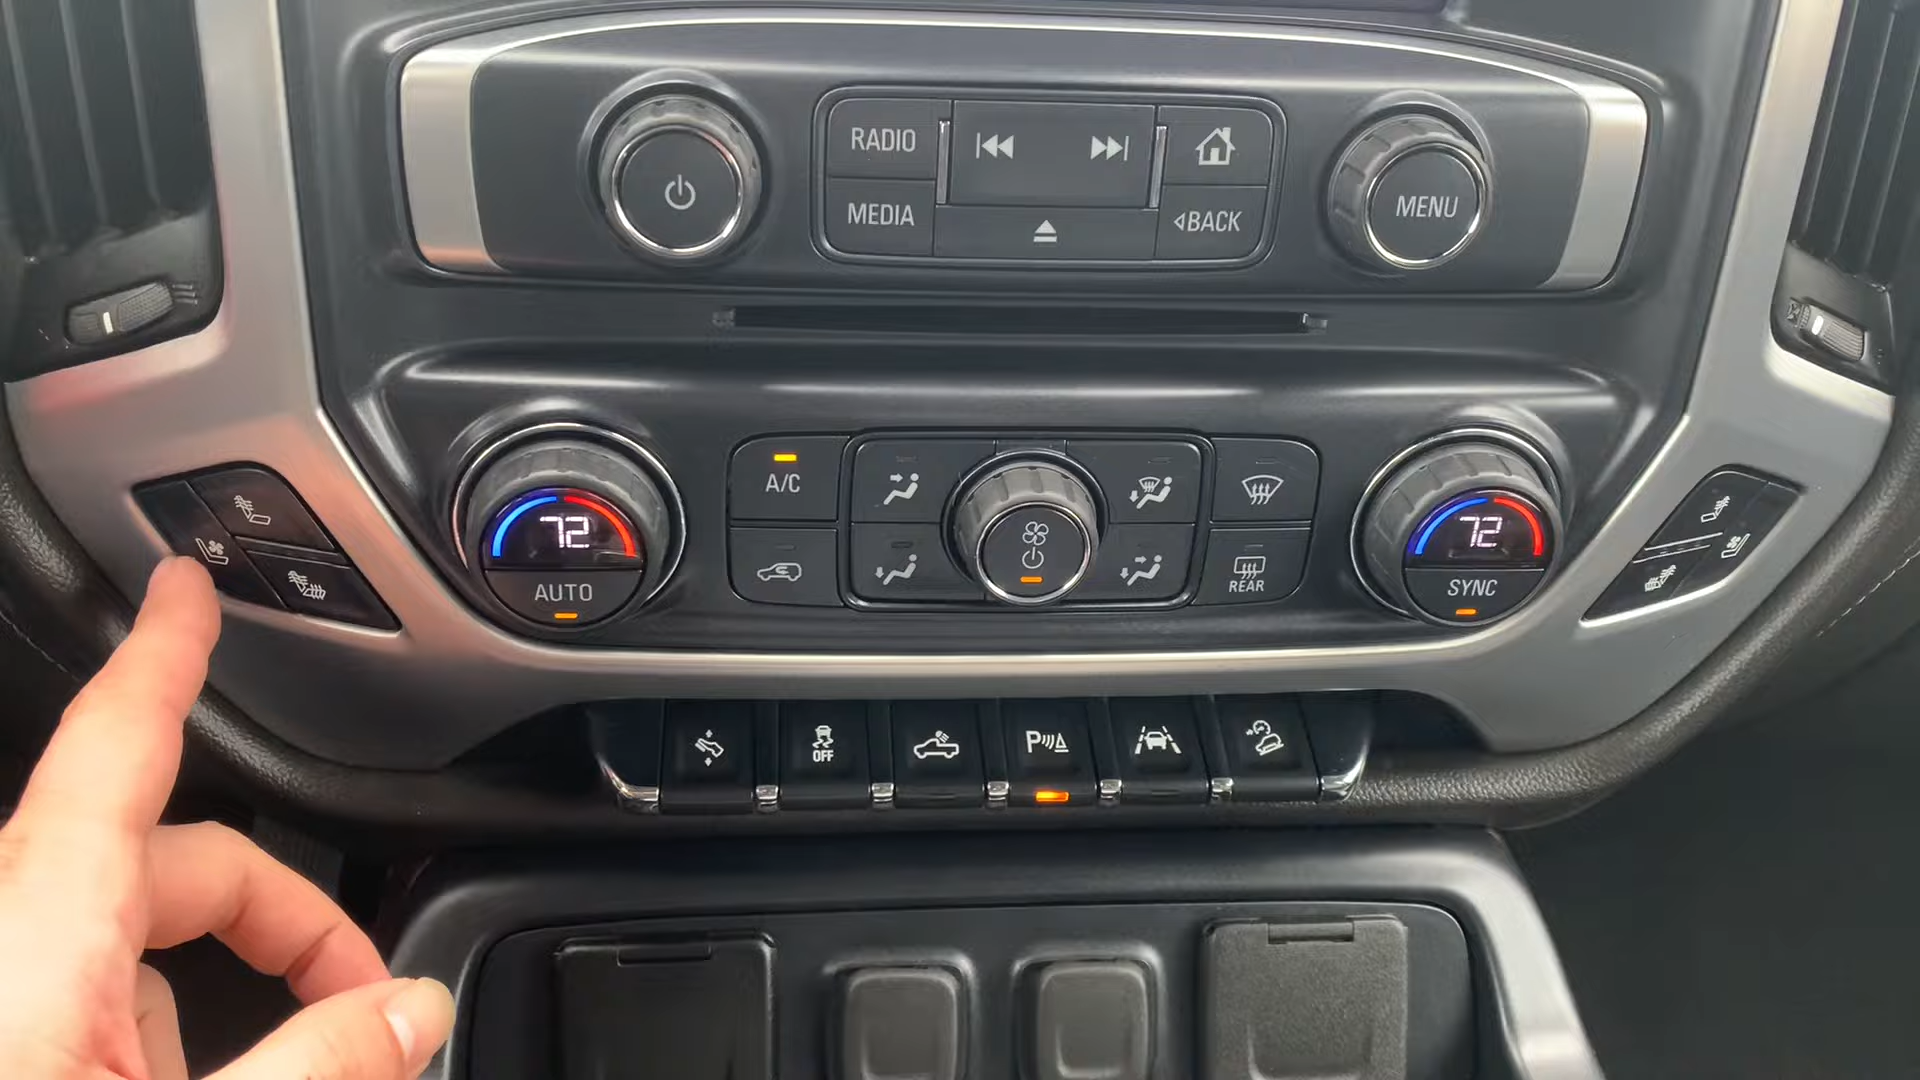 RADIO
MEDIA
BACK
MENU
A/C
72
AUTO
REAR
72
SYNC
OFF
P